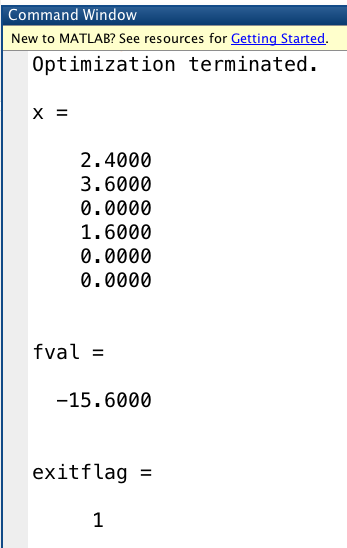 Command Window
New to MATLAB? See resources for Getting Started.
Optimization terminated.
x =
2.4000
3.6000
0.0000
1.6000
0.0000
0.0000
fval =
-15.6000
exitflag =
1